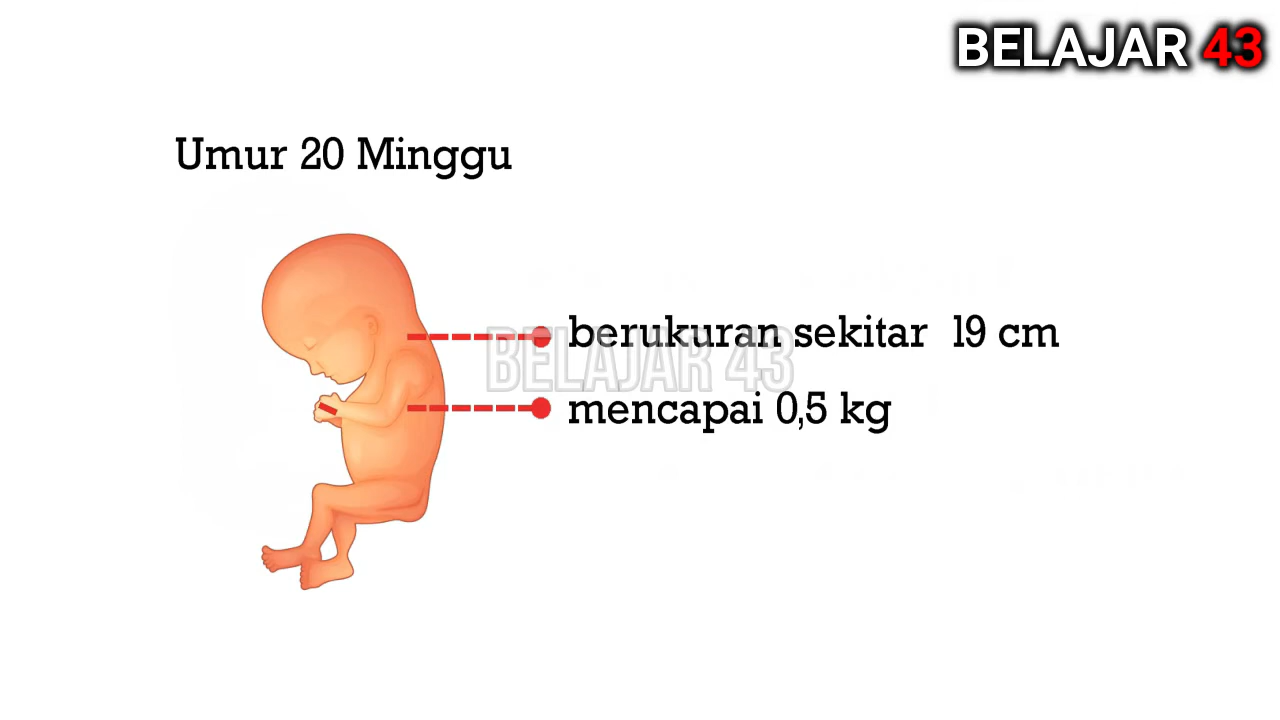 BELAJAR 43
Umur 20 Minggu
berukuran sekitar 19 cm
BELAJAR 43
mencapai 0,5 kg